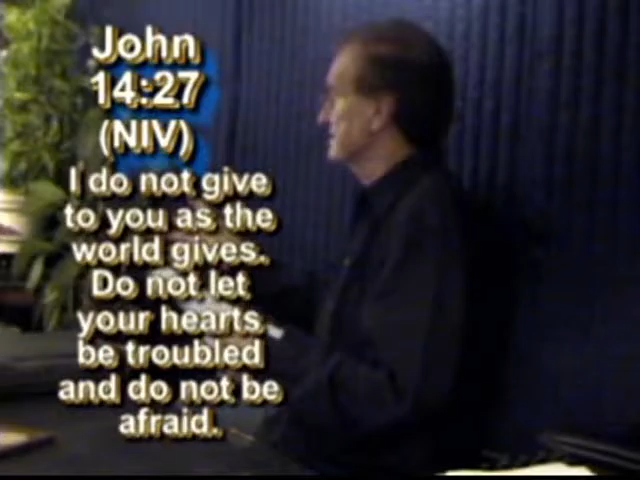 John
14:27
(NIV)
I do not give
to you as the
world gives.
Do not let
your hearts
be troubled
and do not be
afraid.